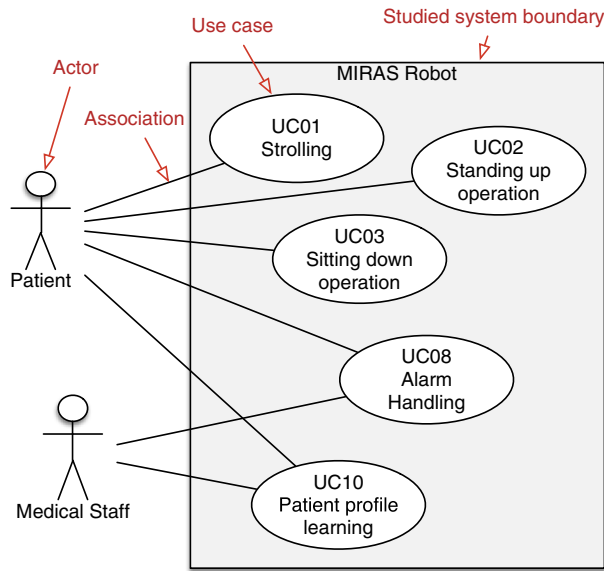 Studied system boundary
Use case
Actor
MIRAS Robot
Association
UC01
Strolling
UC02
Standing up
operation
UC03
Sitting down
operation
Patient
UC08
Alarm
Handling
Medical Staff
UC10
Patient profile
learning